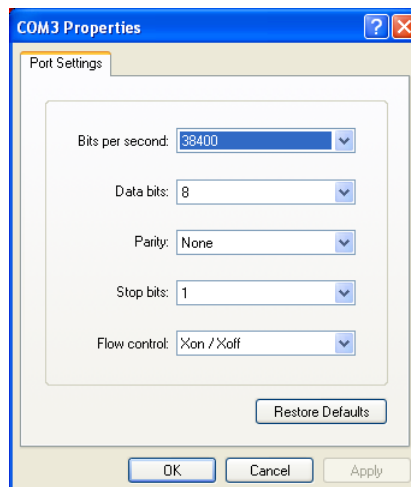 COM3 Properties
Port Settings
Bits per second: 38400
Data bits: 8
Parity: None
Stop bits: 1
Flow control: Xon / Xoff
Restore Defaults
OK Cancel Apply